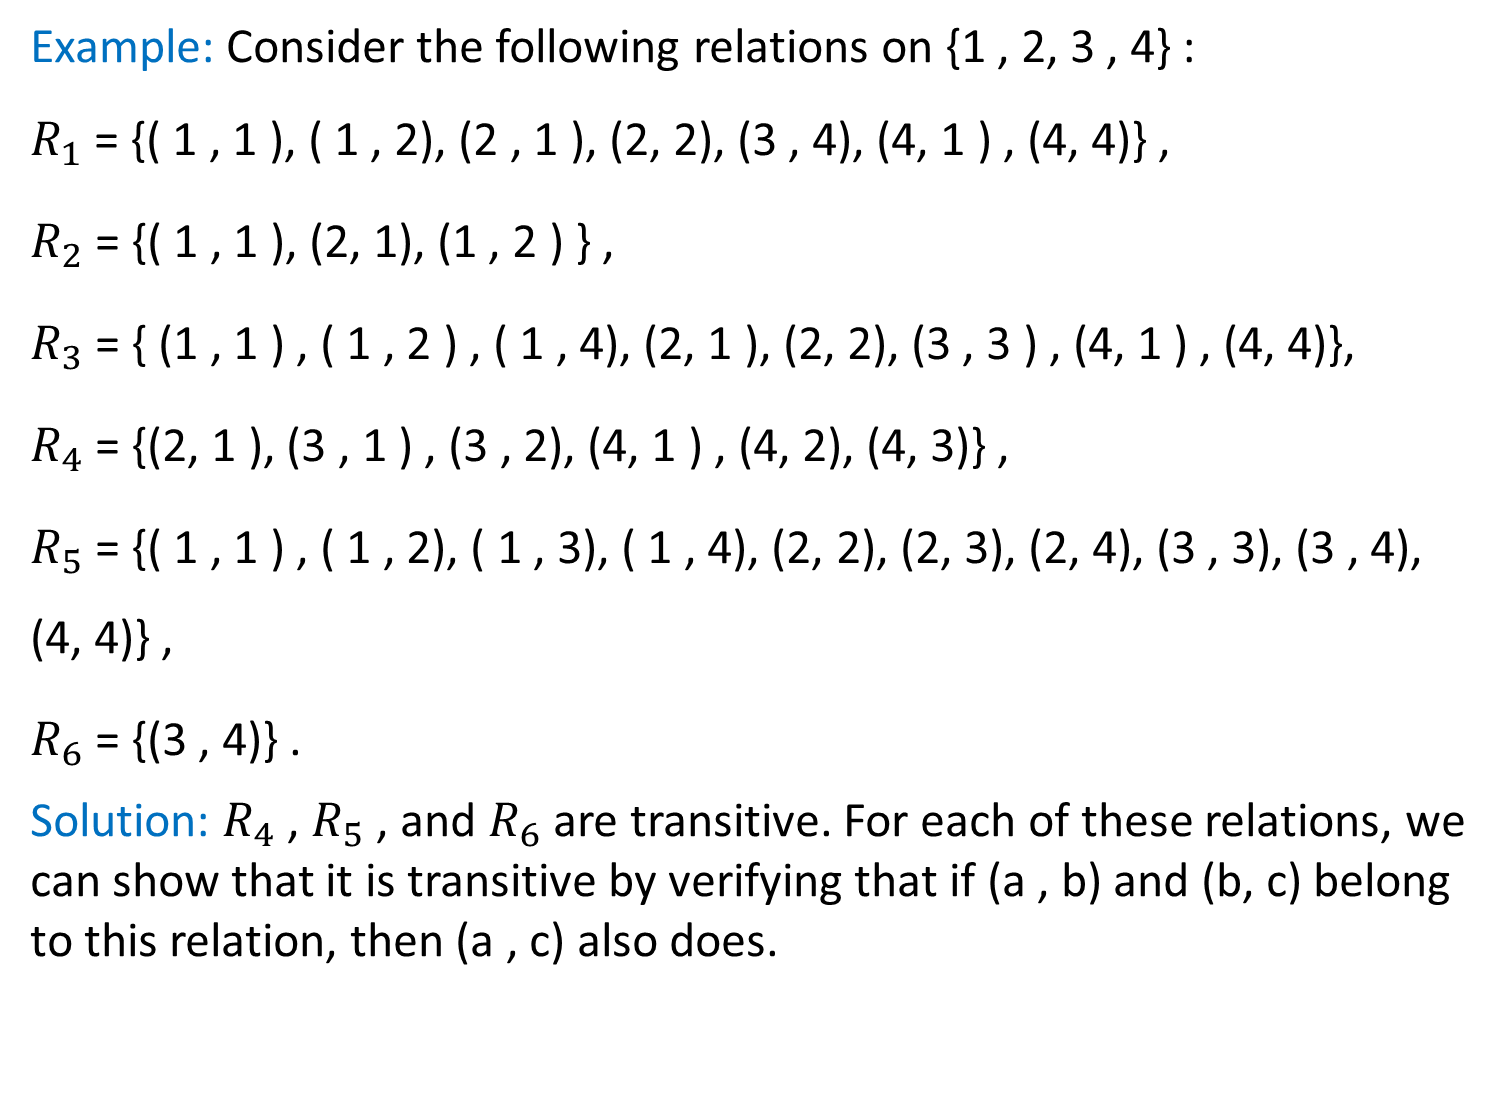 Example: Consider the following relations on {1 , 2, 3 , 4} :
𝑅₁ = {( 1 , 1 ), ( 1 , 2), (2 , 1 ), (2, 2), (3 , 4), (4, 1 ) , (4, 4)} ,
𝑅₂ = {( 1 , 1 ), (2, 1), (1 , 2 ) } ,
𝑅₃ = { (1 , 1 ) , ( 1 , 2 ) , ( 1 , 4), (2, 1 ), (2, 2), (3 , 3 ) , (4, 1 ) , (4, 4)},
𝑅₄ = {(2, 1 ), (3 , 1 ) , (3 , 2), (4, 1 ) , (4, 2), (4, 3)} ,
𝑅₅ = {( 1 , 1 ) , ( 1 , 2), ( 1 , 3), ( 1 , 4), (2, 2), (2, 3), (2, 4), (3 , 3), (3 , 4),
(4, 4)} ,
𝑅₆ = {(3 , 4)} .
Solution: 𝑅₄ , 𝑅₅ , and 𝑅₆ are transitive. For each of these relations, we
can show that it is transitive by verifying that if (a , b) and (b, c) belong
to this relation, then (a , c) also does.